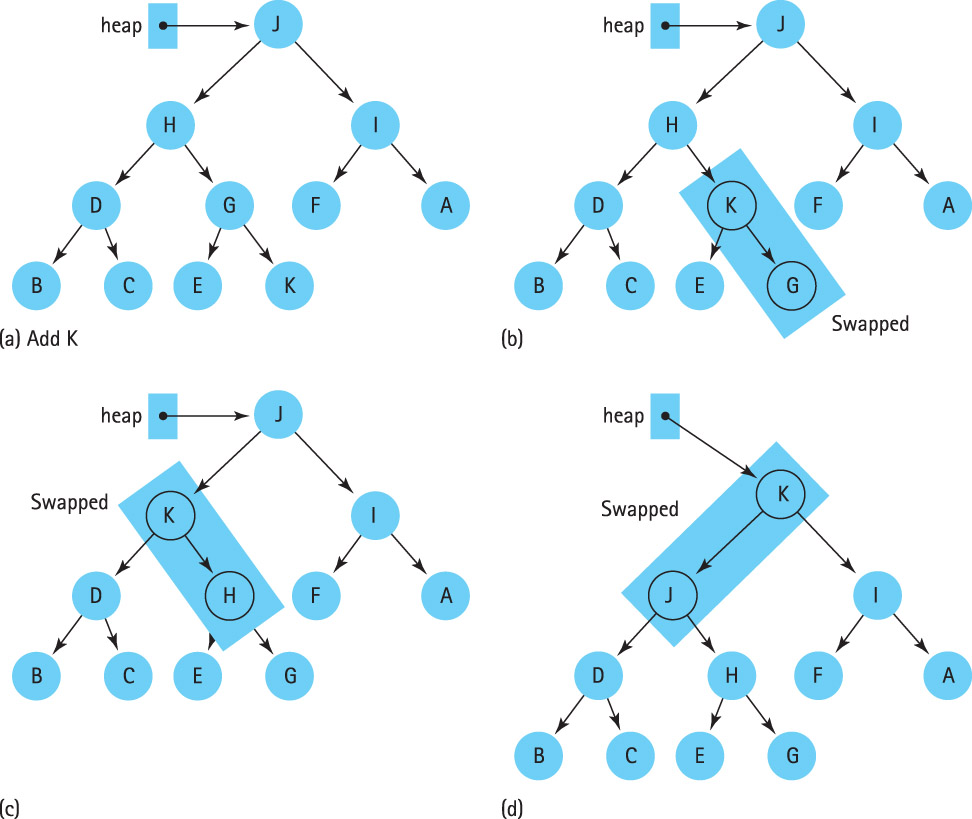 heap J
H I
D G F A
B C E K
(a) Add K
heap J
H I
D K F A
B C E G
Swapped
(b)
heap J
Swapped
K I
D H F A
B C E G
(c)
heap
K
Swapped
J I
D H F A
B C E G
(d)